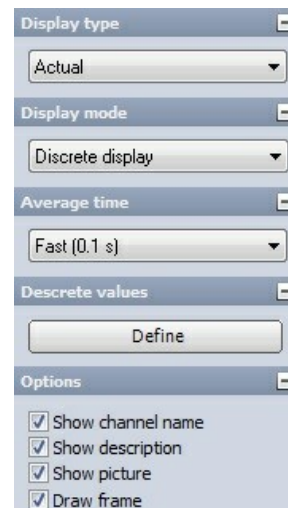 Display type
Actual
Display mode
Discrete display
Average time
Fast (0.1 s)
Descrete values
Define
Options
Show channel name
Show description
Show picture
Draw frame